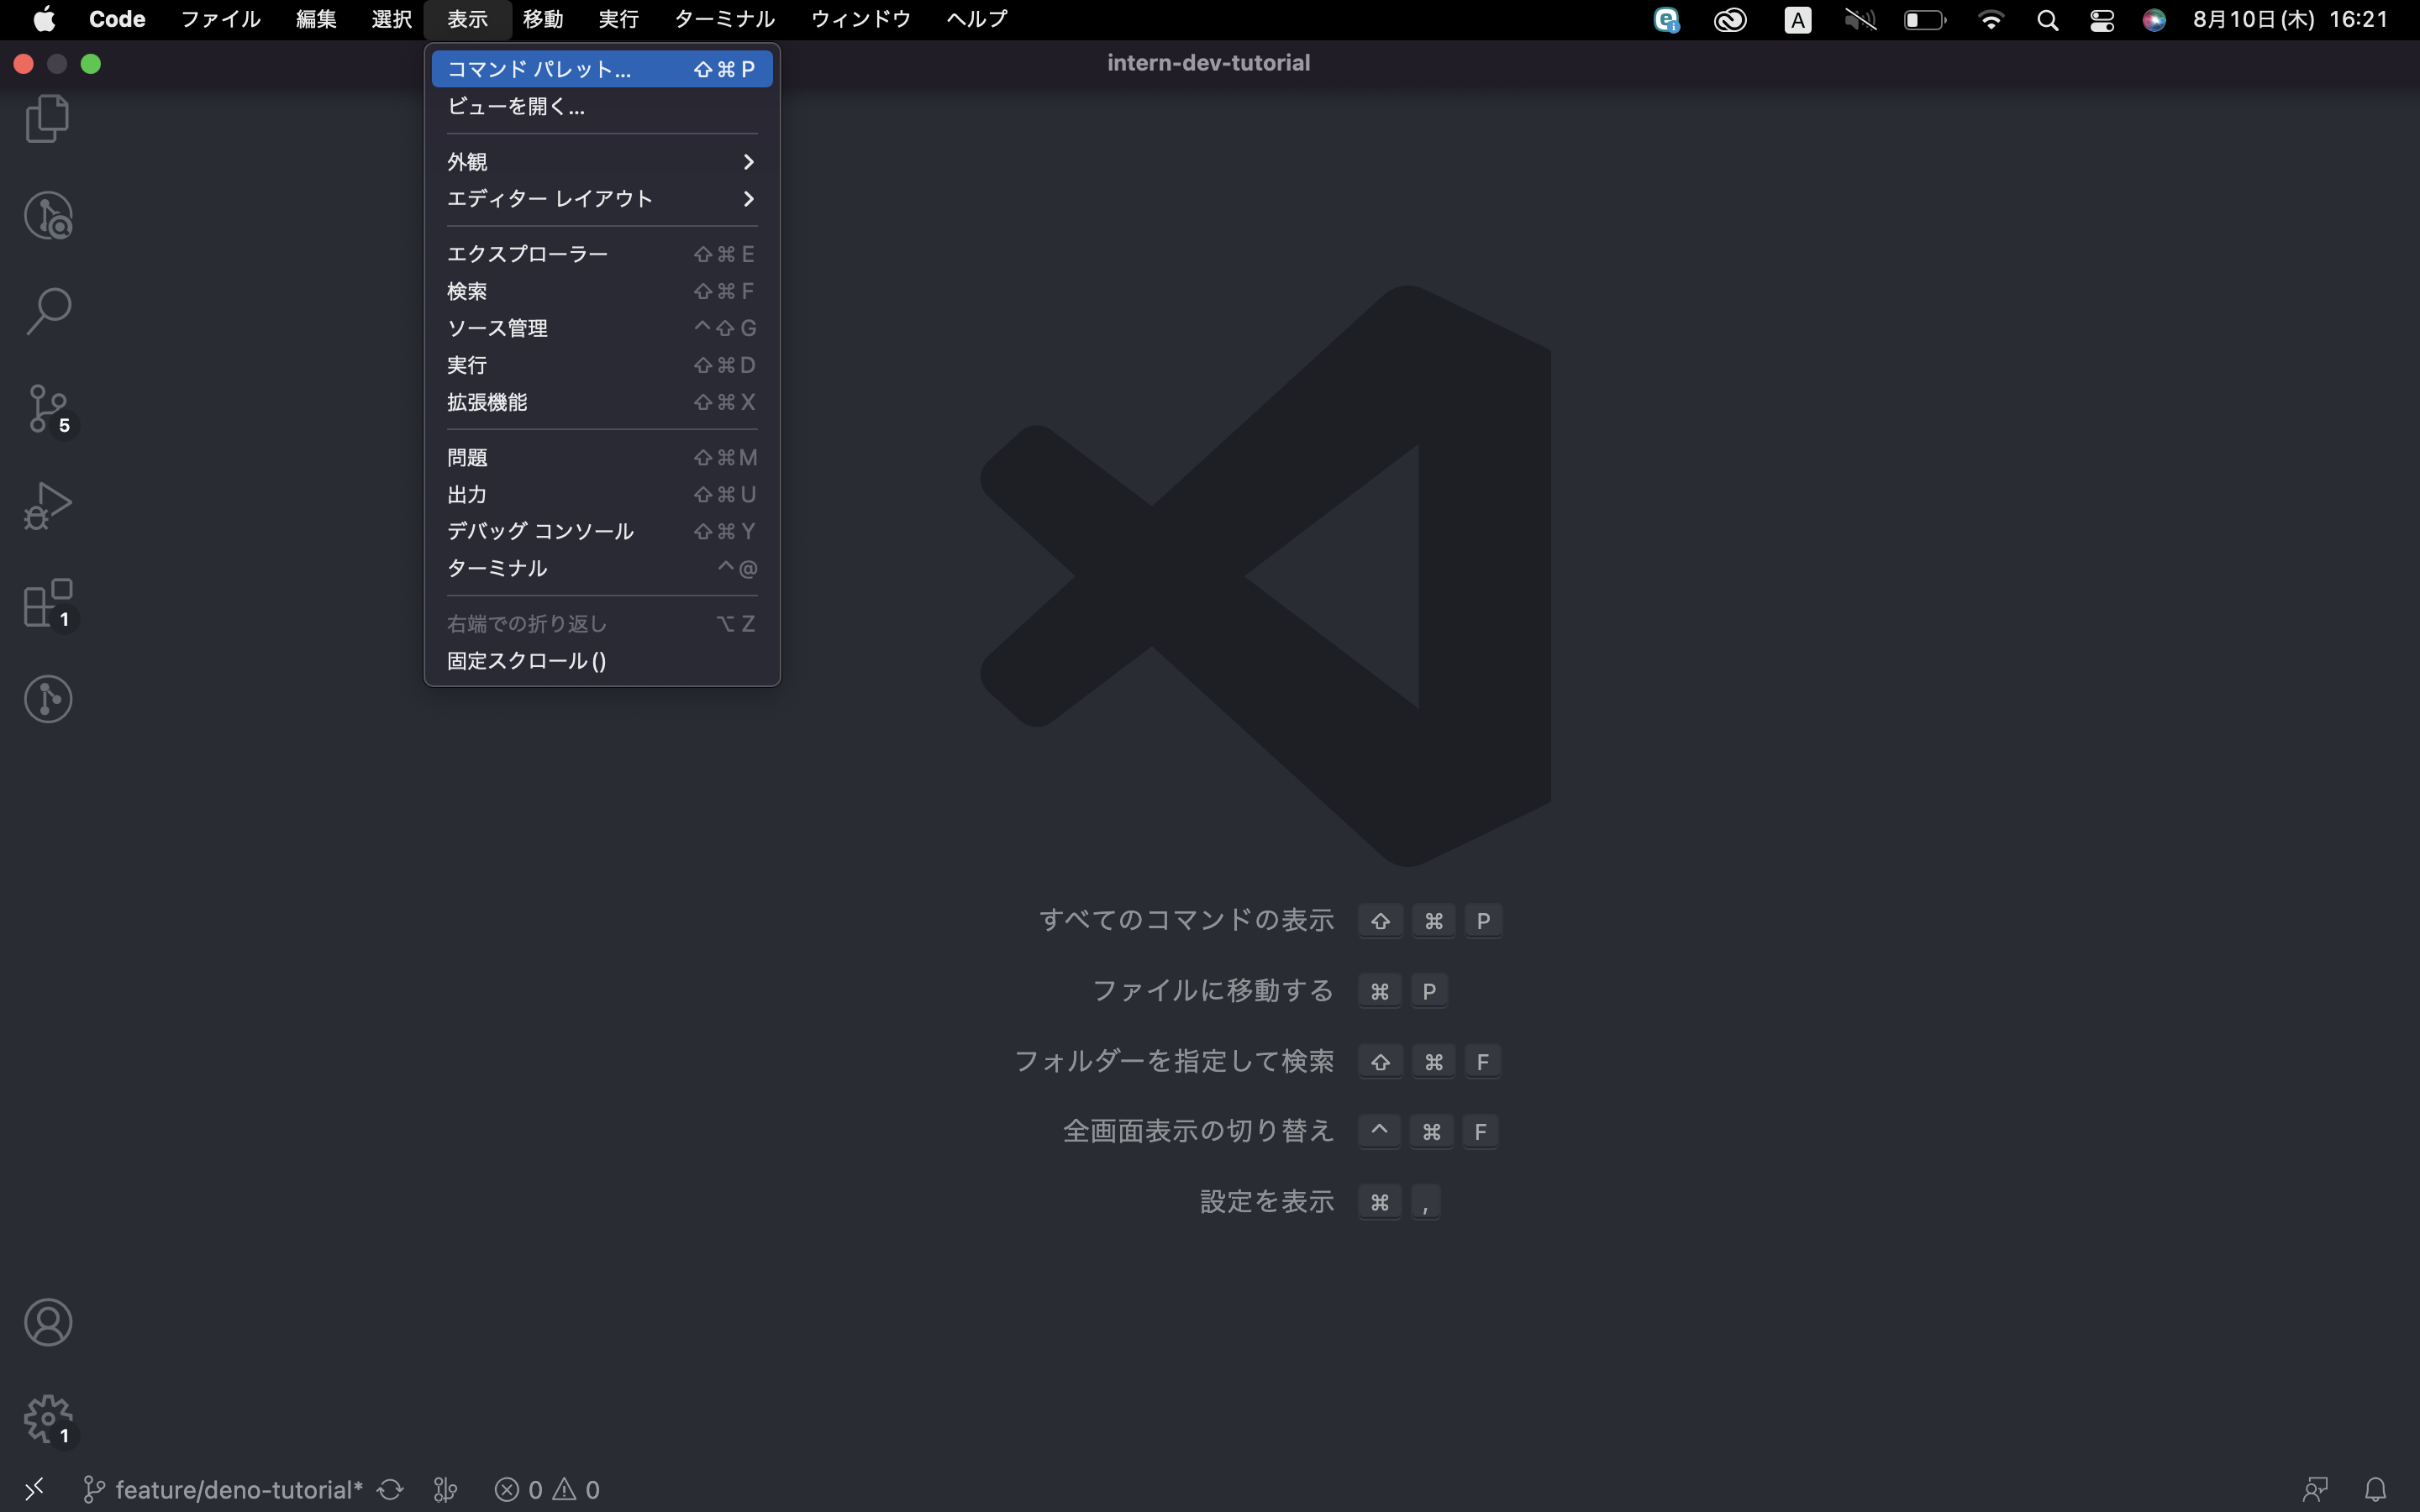 Code ファイル 編集 選択 表示 移動 実行 ターミナル ウィンドウ ヘルプ A 8月10日(木) 16:21
intern-dev-tutorial
コマンド パレット... ⇧⌘P
ビューを開く...
外観
エディター レイアウト
エクスプローラー ⇧⌘E
検索 ⇧⌘F
ソース管理 ^⇧G
実行 ⇧⌘D
拡張機能 ⇧⌘X
問題 ⇧⌘M
出力 ⇧⌘U
デバッグ コンソール ⇧⌘Y
ターミナル ^@
右端での折り返し ⌥Z
固定スクロール()
5
1
すべてのコマンドの表示 ⇧ ⌘ P
ファイルに移動する ⌘ P
フォルダーを指定して検索 ⇧ ⌘ F
全画面表示の切り替え ^ ⌘ F
設定を表示 ⌘ ,
1
feature/deno-tutorial* 0 0